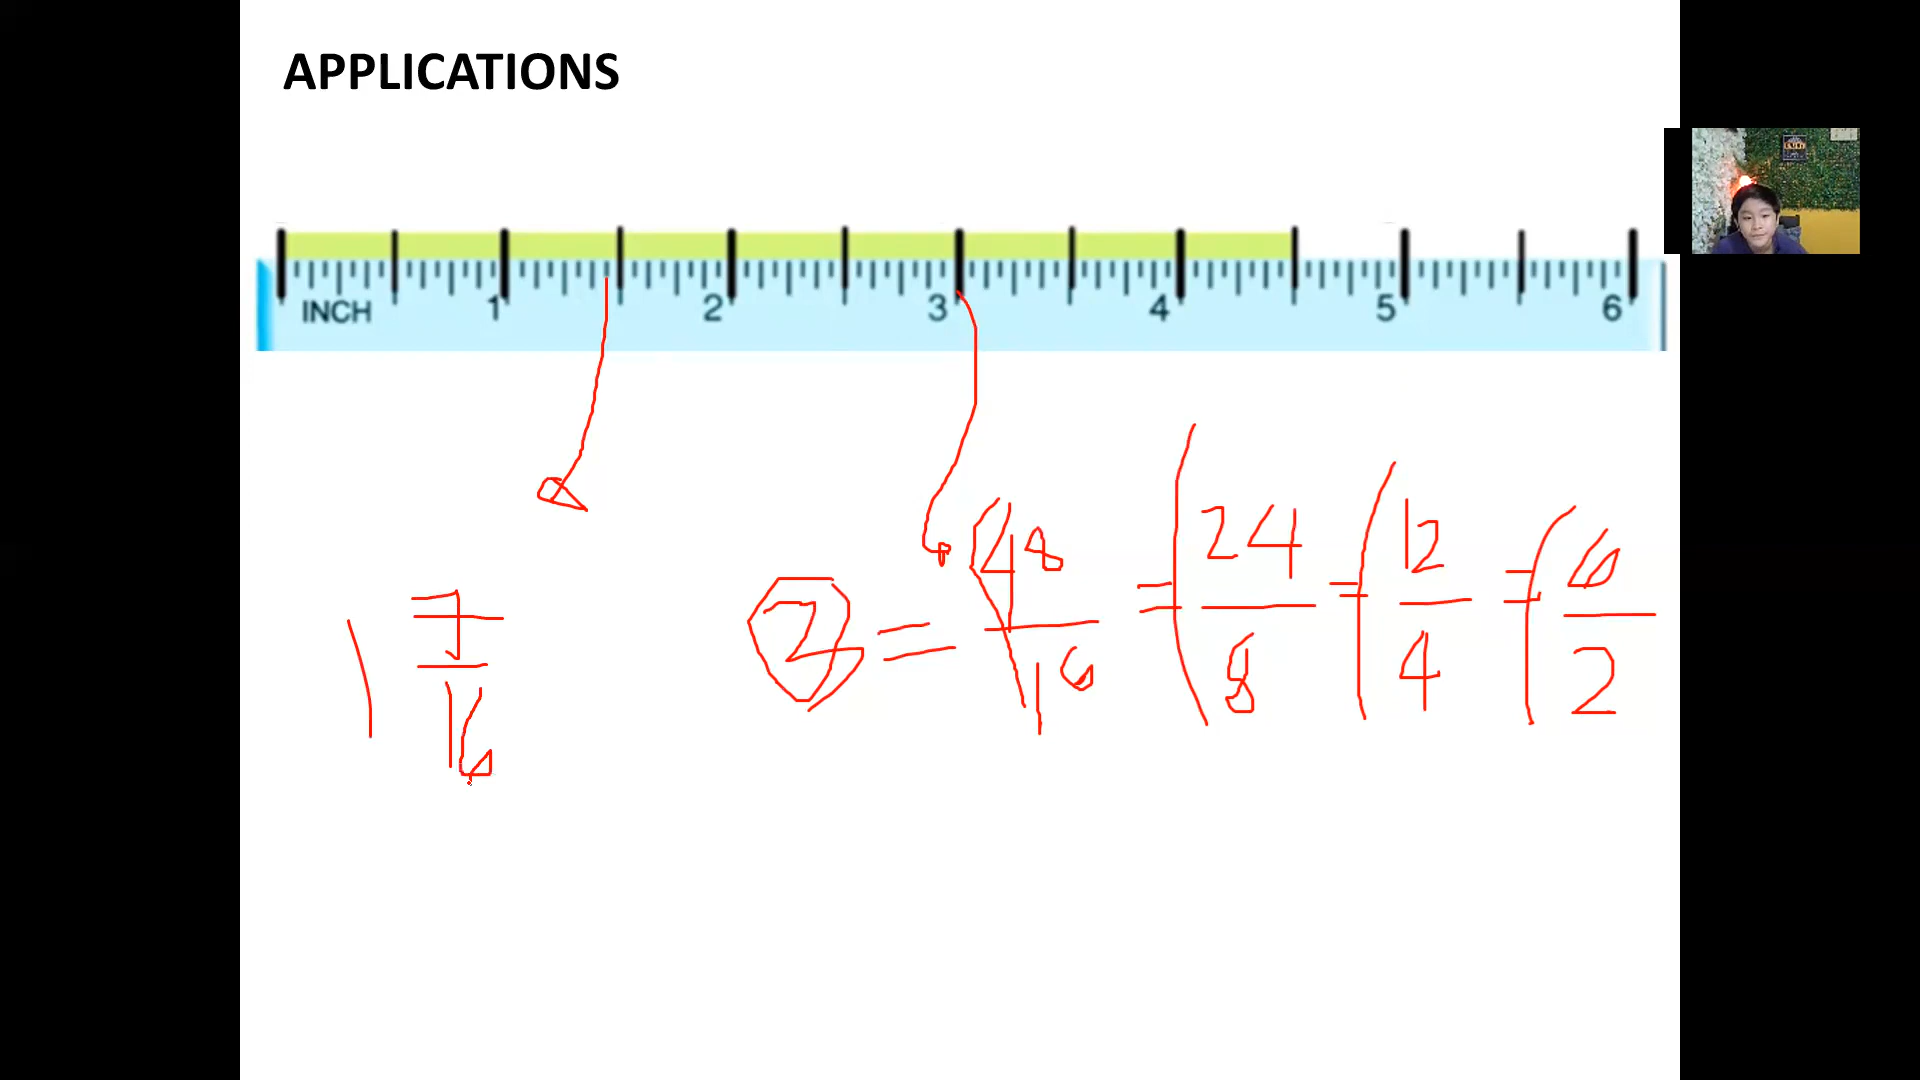 APPLICATIONS
INCH 1 2 3 4 5 6
1 7/16
3 = 48/16 = 24/8 = 12/4 = 6/2